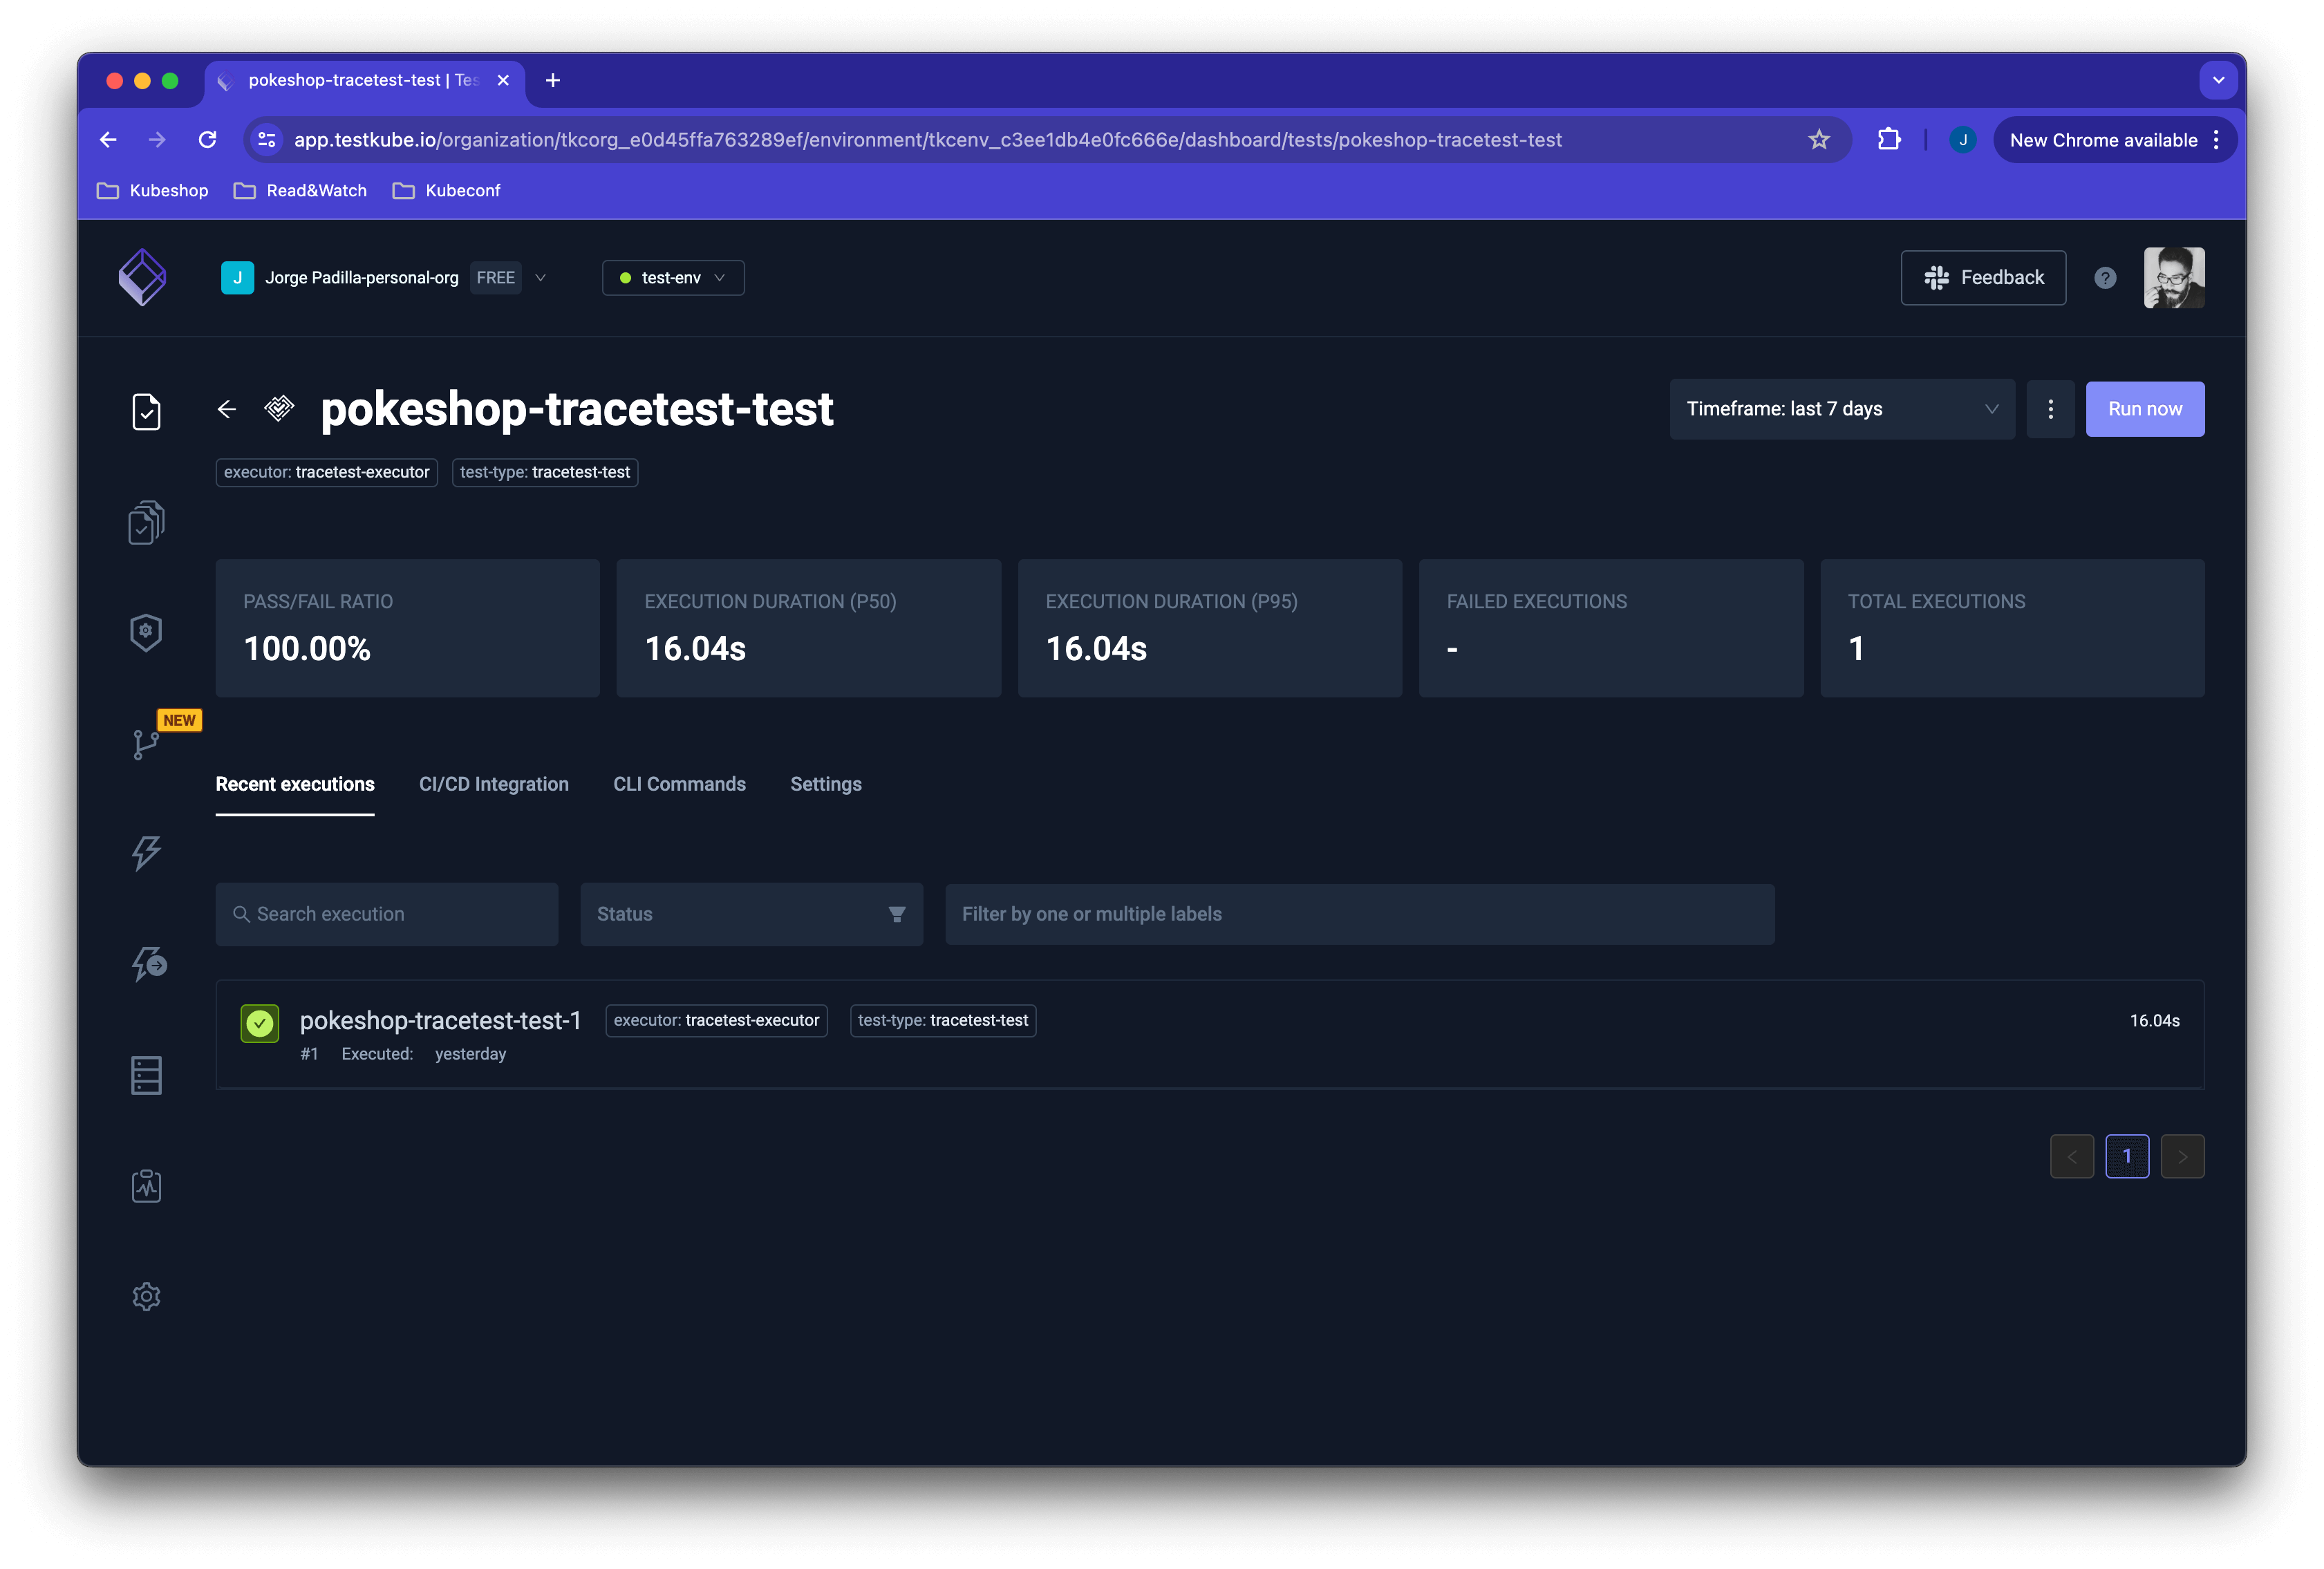 pokeshop-tracetest-test | Tes
app.testkube.io/organization/tkcorg_e0d45ffa763289ef/environment/tkcenv_c3ee1db4e0fc666e/dashboard/tests/pokeshop-tracetest-test
J
New Chrome available
Kubeshop
Read&Watch
Kubeconf
J
Jorge Padilla-personal-org
FREE
test-env
Feedback
?
pokeshop-tracetest-test
Timeframe: last 7 days
Run now
executor: tracetest-executor
test-type: tracetest-test
PASS/FAIL RATIO
100.00%
EXECUTION DURATION (P50)
16.04s
EXECUTION DURATION (P95)
16.04s
FAILED EXECUTIONS
-
TOTAL EXECUTIONS
1
NEW
Recent executions
CI/CD Integration
CLI Commands
Settings
Search execution
Status
Filter by one or multiple labels
pokeshop-tracetest-test-1
executor: tracetest-executor
test-type: tracetest-test
16.04s
#1 Executed: yesterday
< 1 >